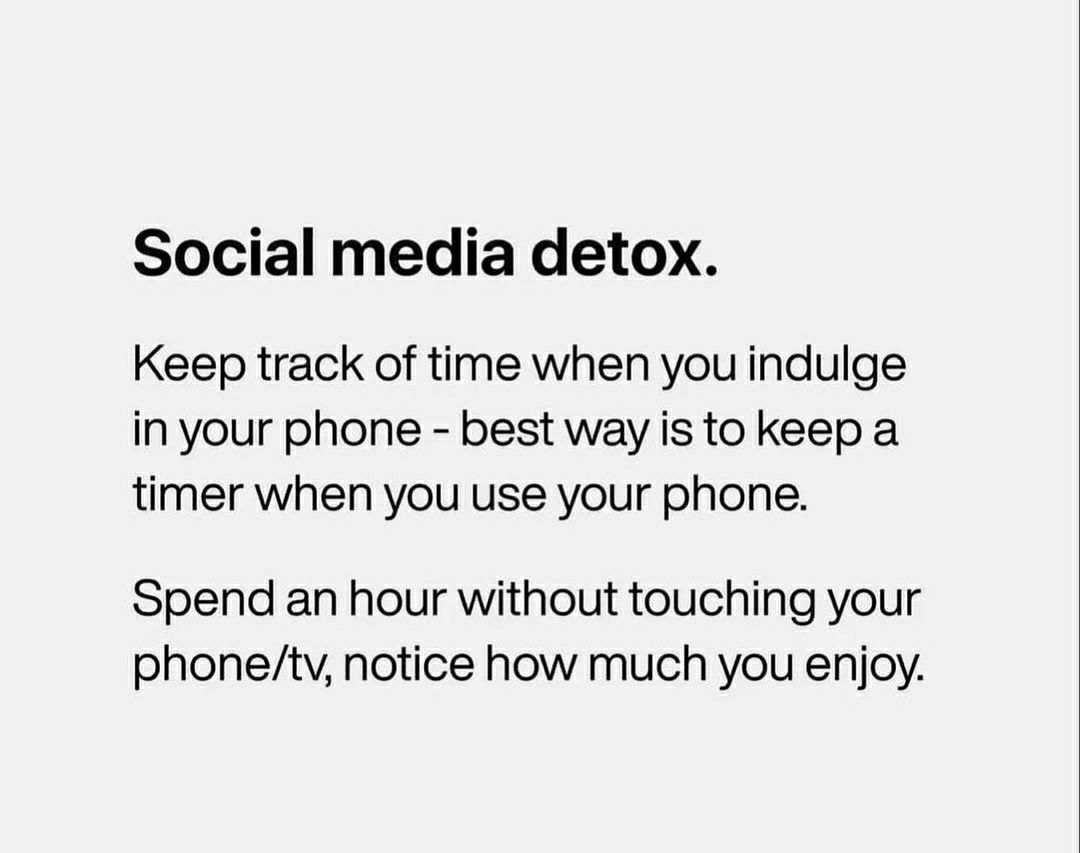 Social media detox.
Keep track of time when you indulge
in your phone - best way is to keep a
timer when you use your phone.
Spend an hour without touching your
phone/tv, notice how much you enjoy.